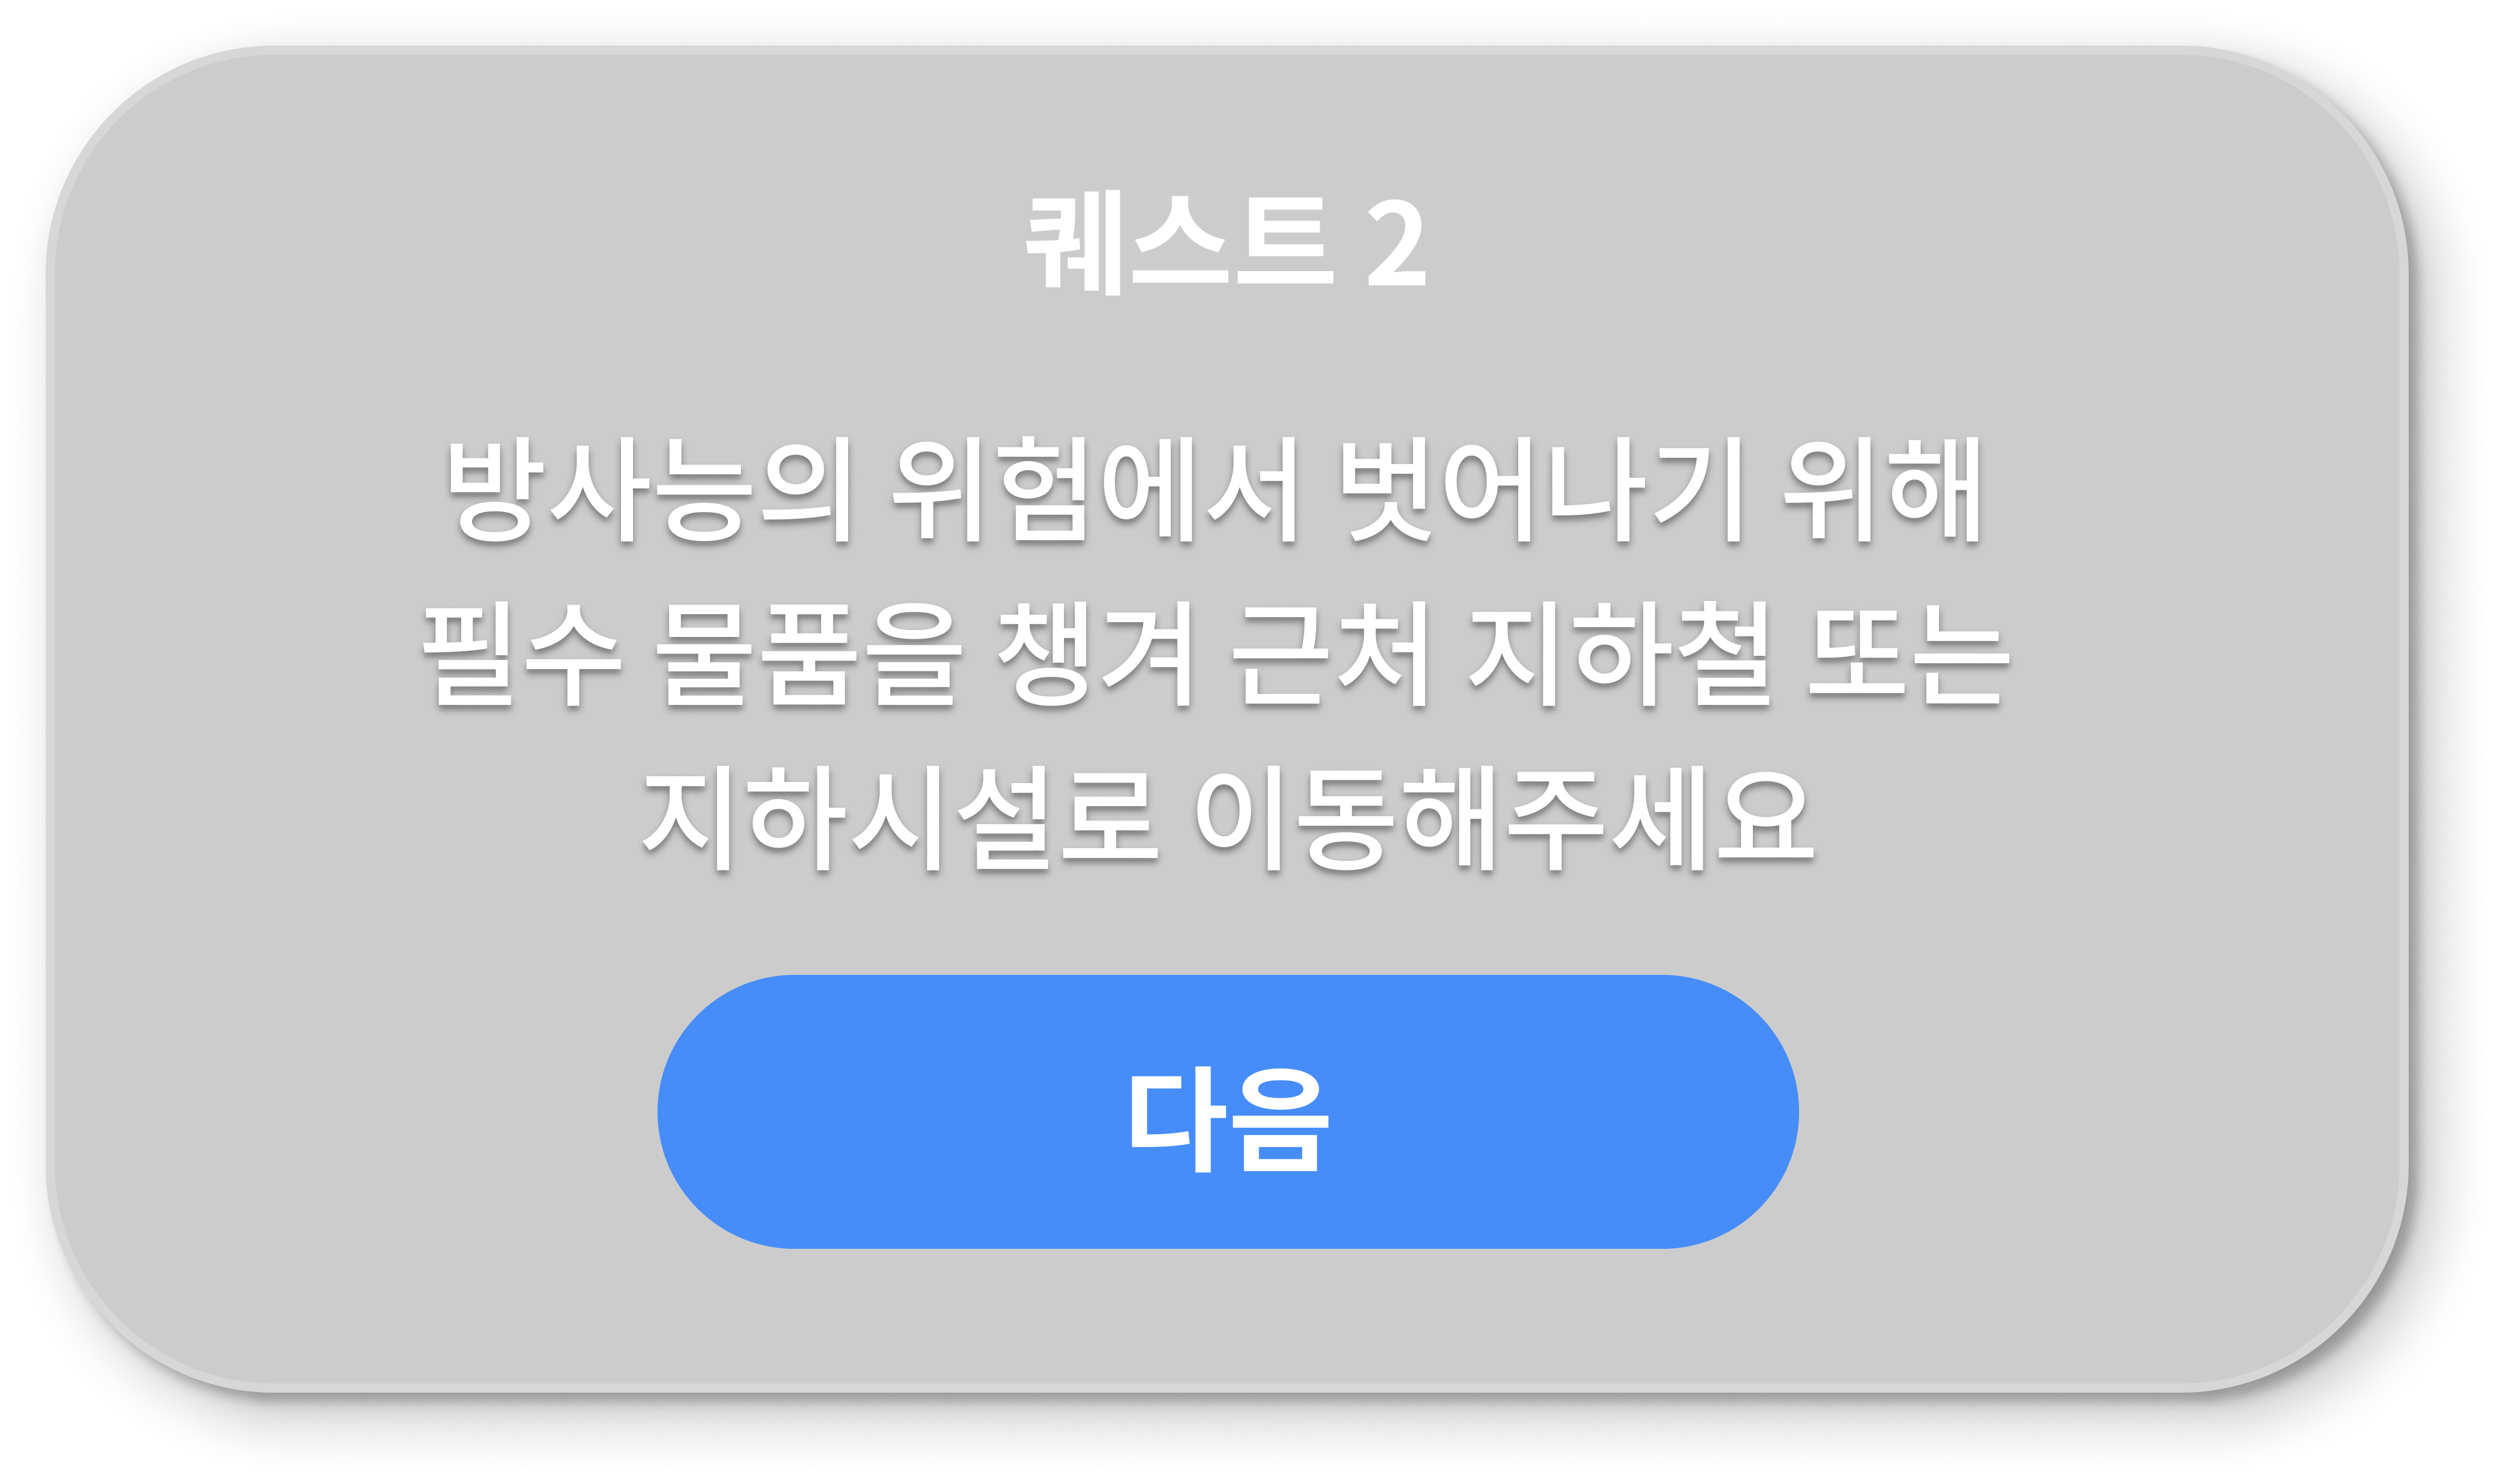 퀘스트 2
방사능의 위험에서 벗어나기 위해
필수 물품을 챙겨 근처 지하철 또는
지하시설로 이동해주세요
다음